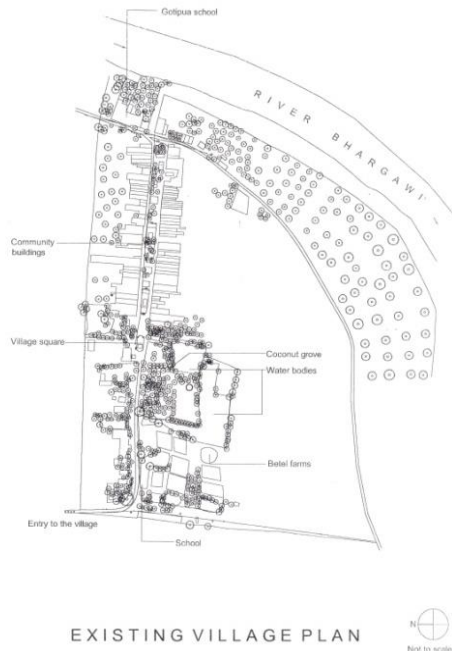 Gotipua school
RIVER BHARGAWI
Community
buildings
Village square
Coconut grove
Water bodies
Betel farms
Entry to the village
School
EXISTING VILLAGE PLAN
N
Not to scale